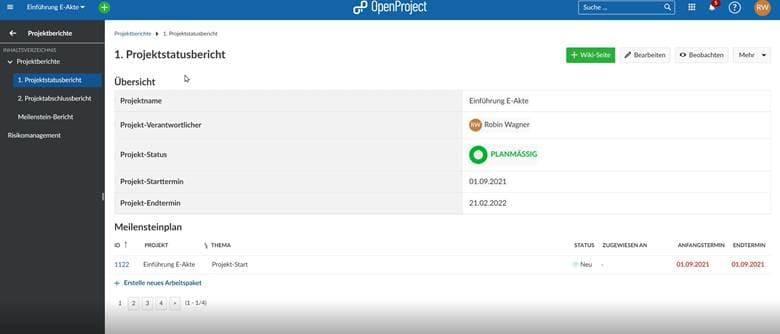 Einführung E-Akte
OpenProject
Suche ...
5
RW
Projektberichte
INHALTSVERZEICHNIS
Projektberichte
1. Projektstatusbericht
2. Projektabschlussbericht
Meilenstein-Bericht
Risikomanagement
Projektberichte > 1. Projektstatusbericht
1. Projektstatusbericht
+ Wiki-Seite Bearbeiten Beobachten Mehr
Übersicht
Projektname Einführung E-Akte
Projekt-Verantwortlicher RW Robin Wagner
Projekt-Status PLANMÄSSIG
Projekt-Starttermin 01.09.2021
Projekt-Endtermin 21.02.2022
Meilensteinplan
ID PROJEKT THEMA STATUS ZUGEWIESEN AN ANFANGSTERMIN ENDTERMIN
1122 Einführung E-Akte Projekt-Start Neu - 01.09.2021 01.09.2021
+ Erstelle neues Arbeitspaket
1 2 3 4 » (1 - 1/4)